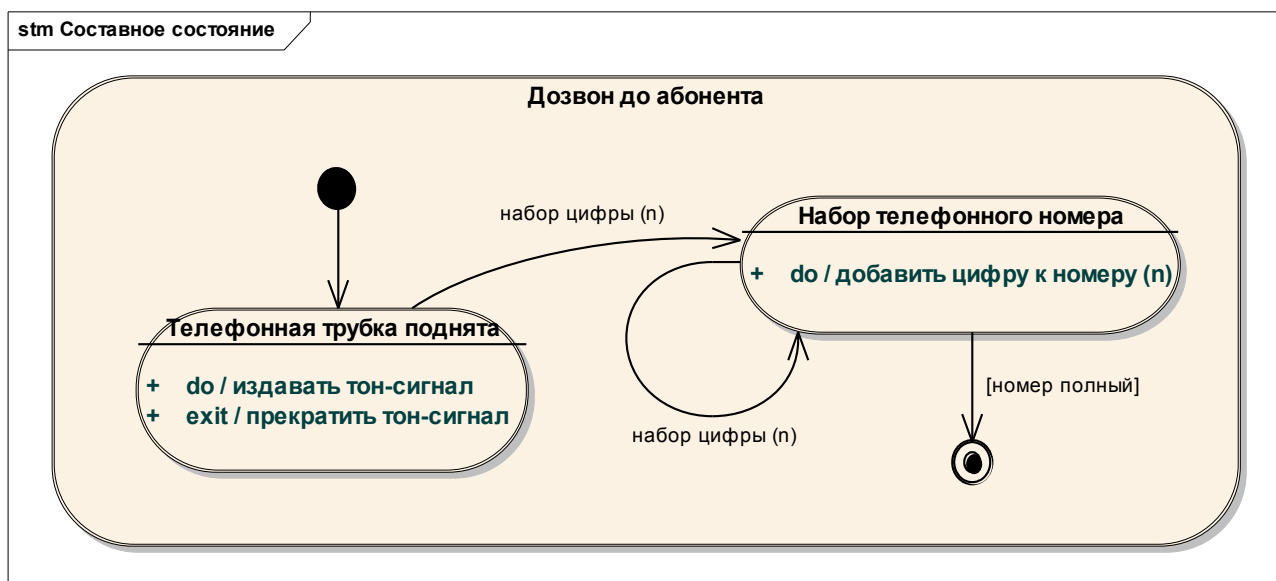 stm Составное состояние
Дозвон до абонента
набор цифры (n)
Набор телефонного номера
+ do / добавить цифру к номеру (n)
Телефонная трубка поднята
+ do / издавать тон-сигнал
+ exit / прекратить тон-сигнал
[номер полный]
набор цифры (n)